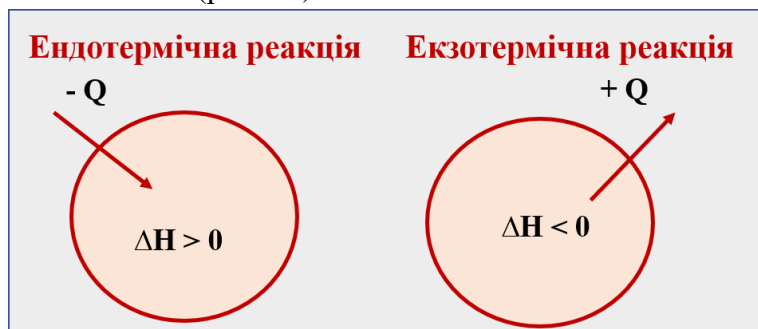 Ендотермічна реакція
Екзотермічна реакція
- Q
+ Q
ΔH > 0
ΔH < 0